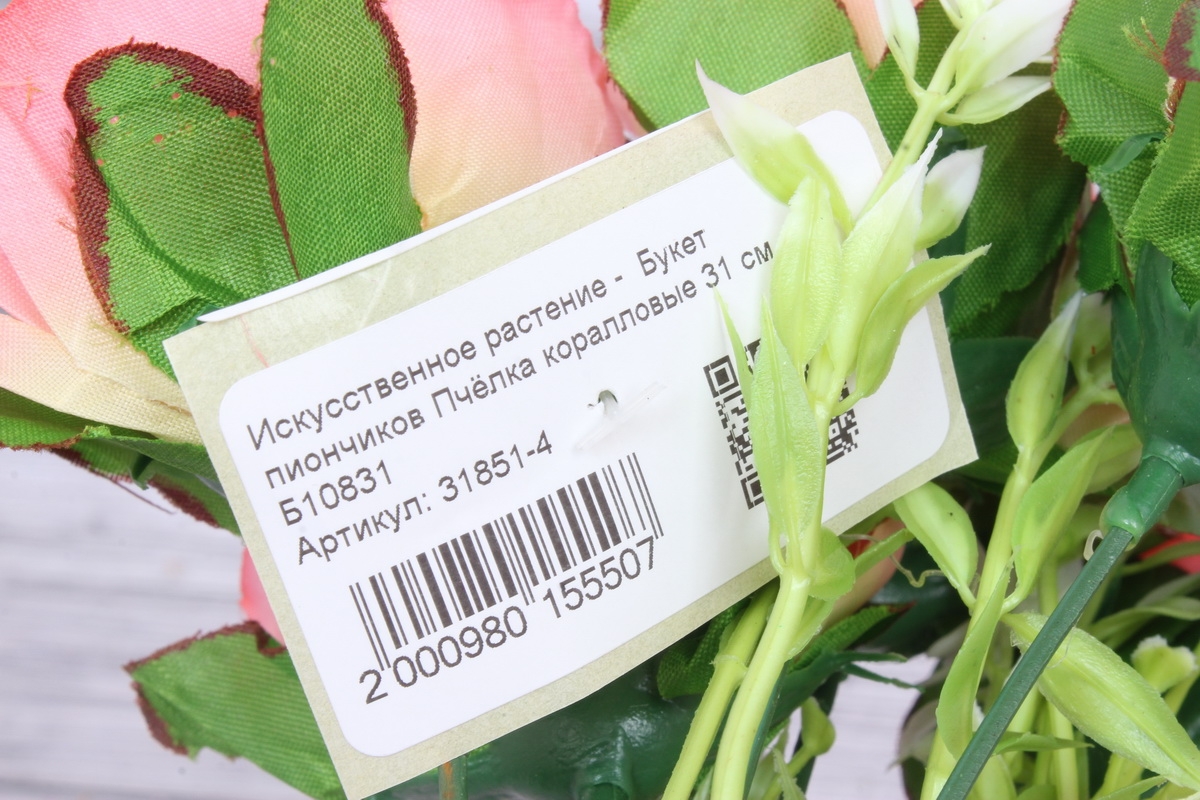 Искусственное растение - Букет
пиончиков Пчёлка коралловые 31 см
Б10831
Артикул: 31851-4
2 000980 155507